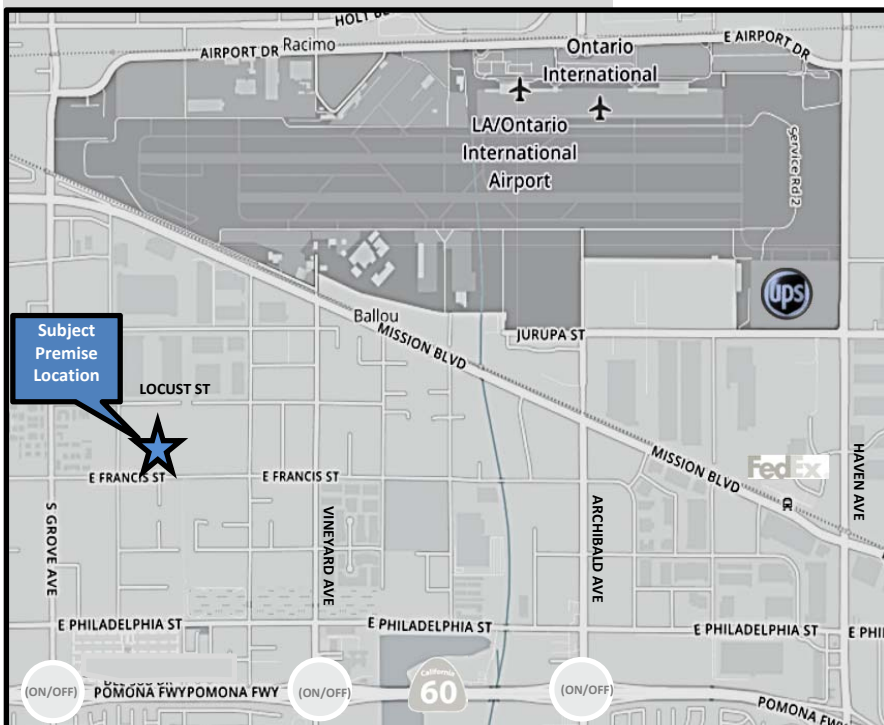 HOLT
AIRPORT DR
Racimo
E AIRPORT DR
Ontario
International
LA/Ontario
International
Airport
Service Rd 2
ups
Ballou
MISSION BLVD
JURUPA ST
Subject
Premise
Location
LOCUST ST
MISSION BLVD
FedEx
HAVEN AVE
E FRANCIS ST
E FRANCIS ST
S GROVE AVE
VINEYARD AVE
ARCHIBALD AVE
E PHILADELPHIA ST
E PHILADELPHIA ST
E PHILADELPHIA ST
E PHI
(ON/OFF)
POMONA FWY
POMONA FWY
(ON/OFF)
California
60
(ON/OFF)
POMONA FW